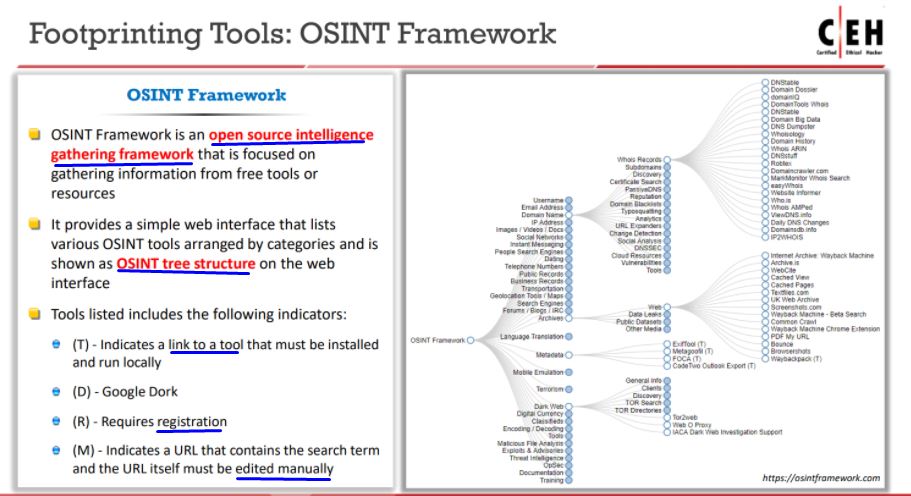 Footprinting Tools: OSINT Framework
C|EH
Certified Ethical Hacker
OSINT Framework
OSINT Framework is an open source intelligence
gathering framework that is focused on
gathering information from free tools or
resources
It provides a simple web interface that lists
various OSINT tools arranged by categories and is
shown as OSINT tree structure on the web
interface
Tools listed includes the following indicators:
(T) - Indicates a link to a tool that must be installed
and run locally
(D) - Google Dork
(R) - Requires registration
(M) - Indicates a URL that contains the search term
and the URL itself must be edited manually
OSINT Framework
Username
Email Address
Domain Name
IP Address
Images / Videos / Docs
Social Networks
Instant Messaging
People Search Engines
Dating
Telephone Numbers
Public Records
Business Records
Transportation
Geolocation Tools / Maps
Search Engines
Forums / Blogs / IRC
Archives
Language Translation
Metadata
Mobile Emulation
Terrorism
Dark Web
Digital Currency
Classifieds
Encoding / Decoding
Tools
Malicious File Analysis
Exploits & Advisories
Threat Intelligence
OpSec
Documentation
Training
Whois Records
Subdomains
Discovery
Certificate Search
PassiveDNS
Reputation
Domain Blacklists
Typosquatting
Analytics
URL Expanders
Change Detection
Social Analysis
DNSSEC
Cloud Resources
Vulnerabilities
Tools
Web
Data Leaks
Public Datasets
Other Media
ExifTool (T)
Metagoofil (T)
FOCA (T)
CodeTwo Outlook Export (T)
General Info
Clients
Discovery
TOR Search
TOR Directories
Tor2web
Web O Proxy
IACA Dark Web Investigation Support
DNStable
Domain Dossier
domainIQ
DomainTools Whois
DNStable
Domain Big Data
DNS Dumpster
Whoisology
Domain History
Whois ARIN
DNSstuff
Robtex
Domaincrawler.com
MarkMonitor Whois Search
easyWhois
Website Informer
Who.is
Whois AMPed
ViewDNS.info
Daily DNS Changes
Domainsdb.info
IP2WHOIS
Internet Archive: Wayback Machine
Archive.is
WebCite
Cached View
Cached Pages
Textfiles.com
UK Web Archive
Screenshots.com
Wayback Machine - Beta Search
Common Crawl
Wayback Machine Chrome Extension
PDF My URL
Bounce
Browsershots
Waybackpack (T)
https://osintframework.com